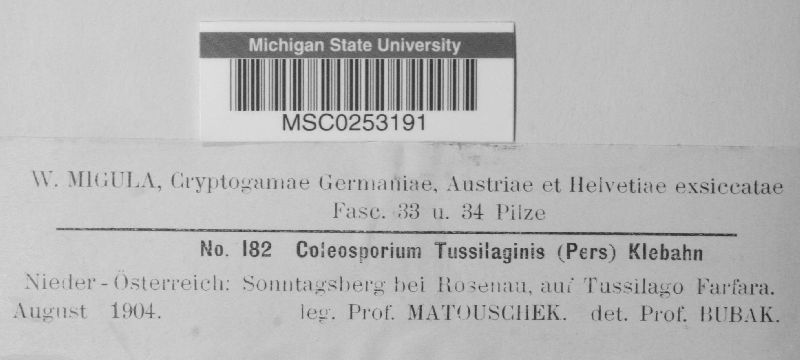 Michigan State University
MSC0253191
W. MIGULA, Cryptogamae Germaniae, Austriae et Helvetiae exsiccatae
Fasc. 33 u. 34 Pilze
No. 182 Coleosporium Tussilaginis (Pers) Klebahn
Nieder-Österreich: Sonntagsberg bei Rosenau, auf Tussilago Farfara.
August 1904. leg. Prof. MATOUSCHEK. det. Prof. BUBAK.